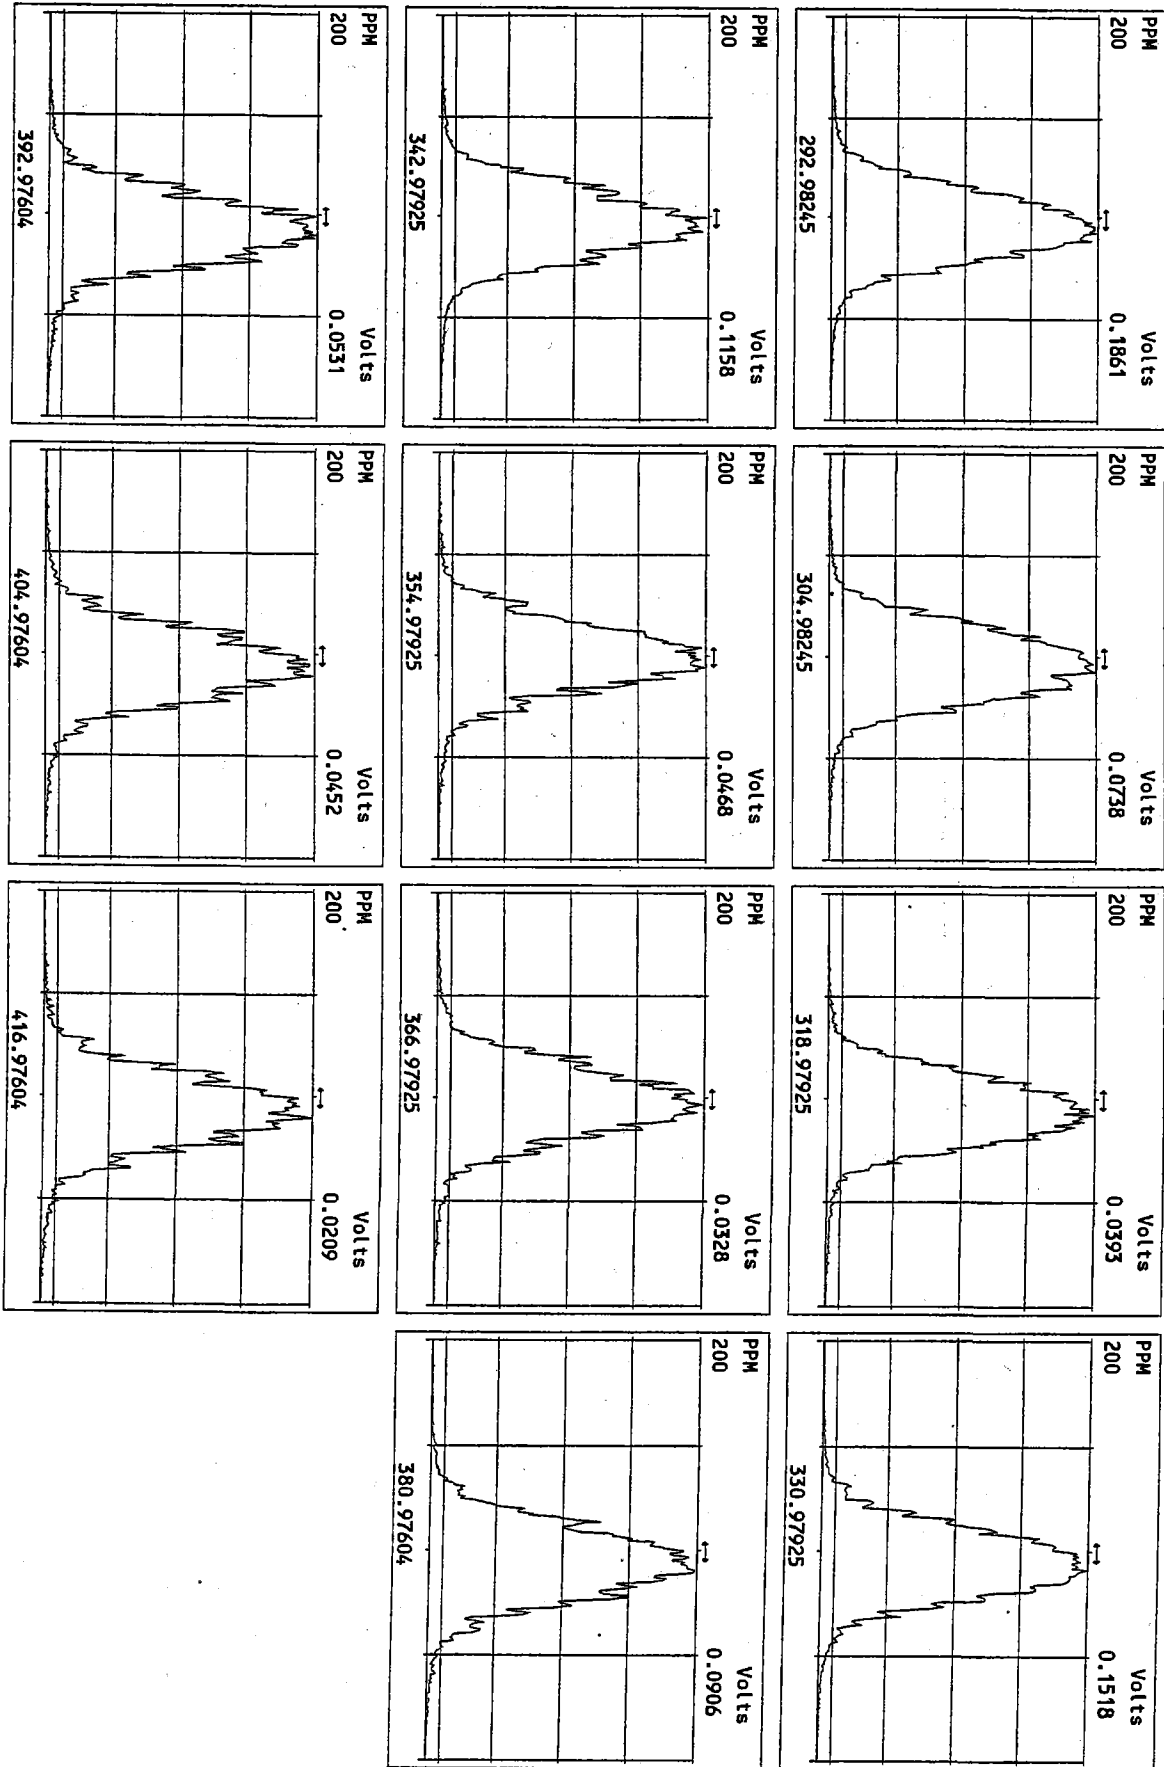 PPM Volts
200 0.1861
292.98245
PPM Volts
200 0.0738
304.98245
PPM Volts
200 0.0393
318.97925
PPM Volts
200 0.1518
330.97925
PPM Volts
200 0.1158
342.97925
PPM Volts
200 0.0468
354.97925
PPM Volts
200 0.0328
366.97925
PPM Volts
200 0.0906
380.97604
PPM Volts
200 0.0531
392.97604
PPM Volts
200 0.0452
404.97604
PPM Volts
200 0.0209
416.97604